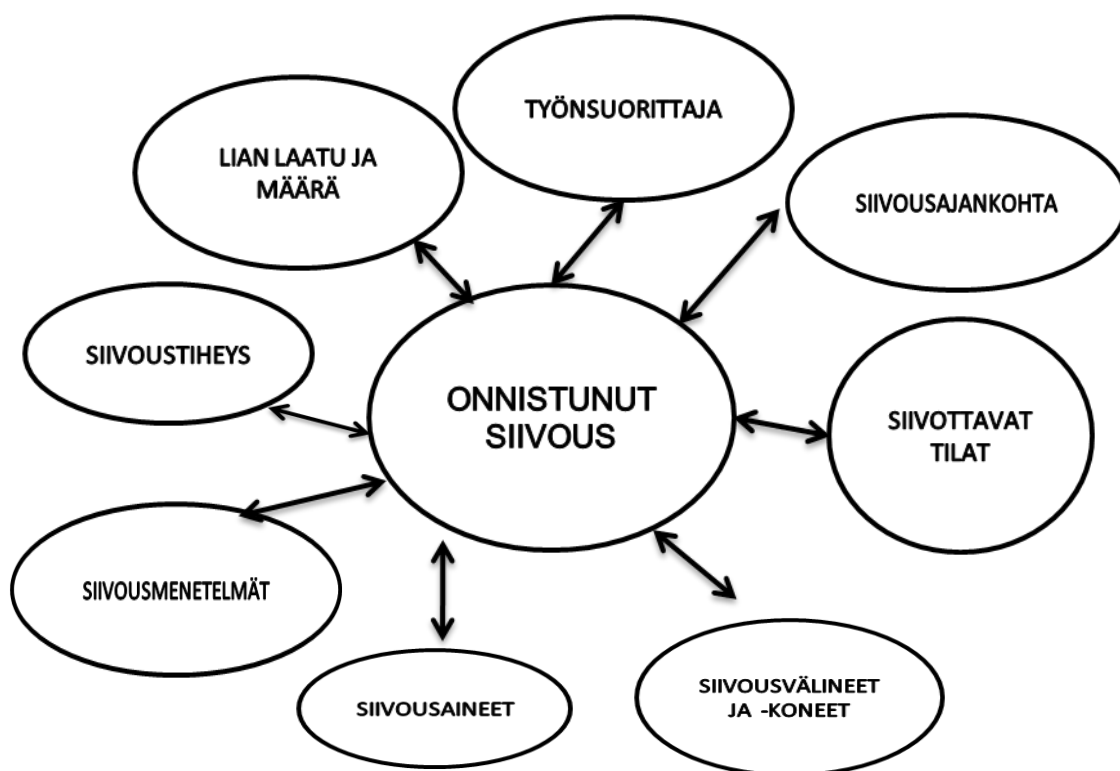 TYÖNSUORITTAJA
LIAN LAATU JA
MÄÄRÄ
SIIVOUSAJANKOHTA
SIIVOUSTIHEYS
ONNISTUNUT
SIIVOUS
SIIVOTTAVAT
TILAT
SIIVOUSMENETELMÄT
SIIVOUSAINEET
SIIVOUSVÄLINEET
JA -KONEET